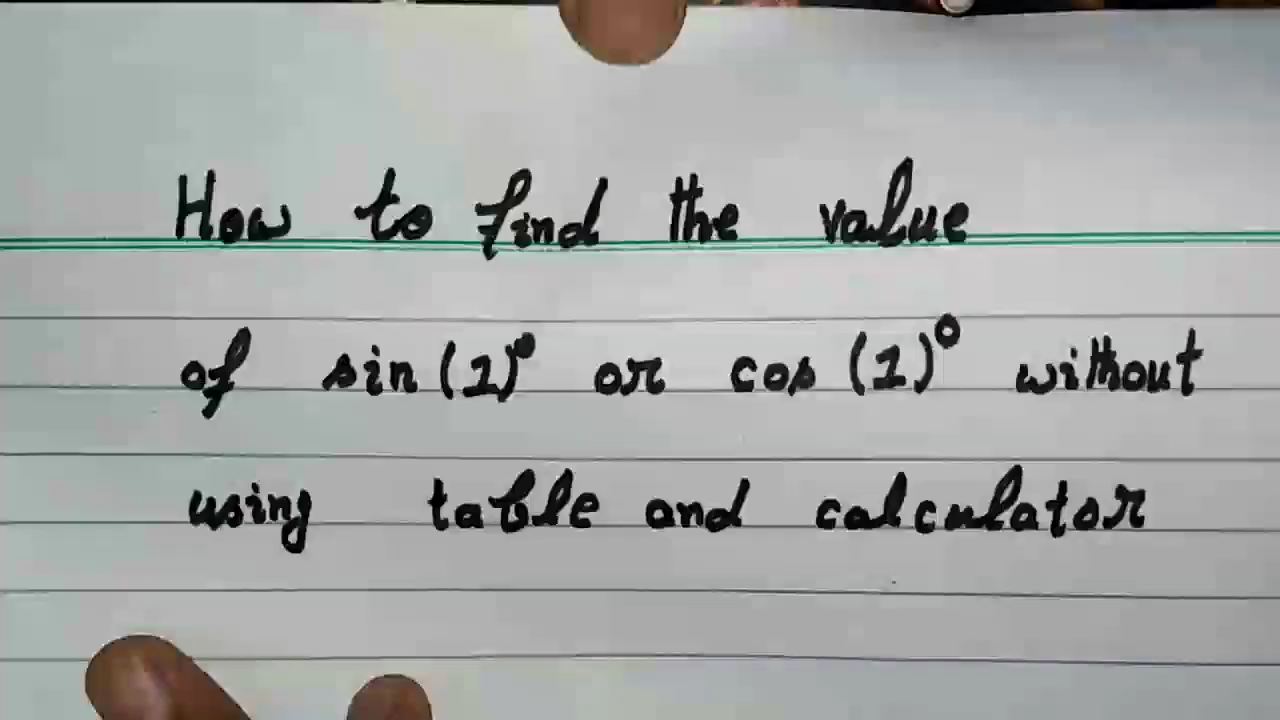 How to find the value
of sin (1)° or cos (1)° without
using table and calculator